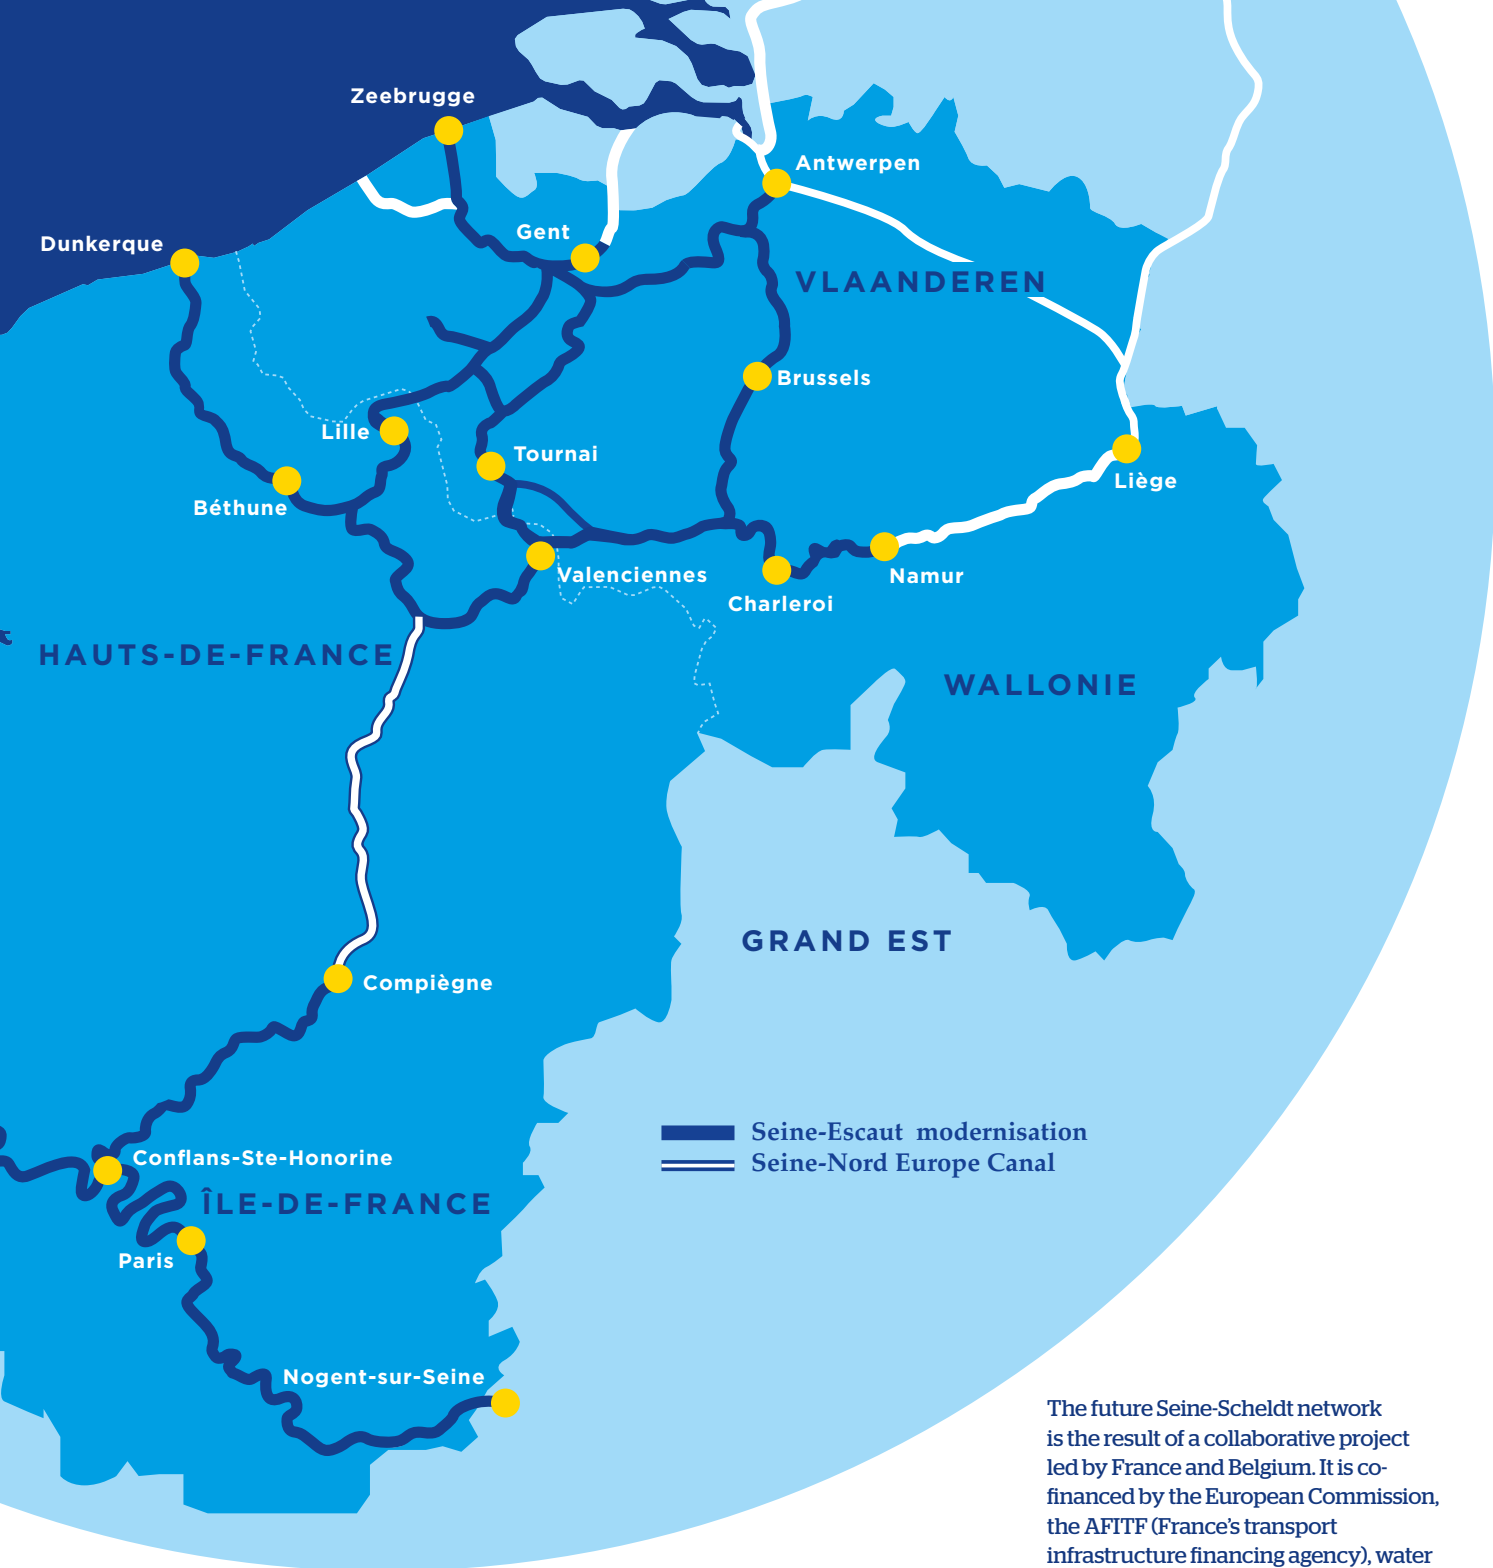 Zeebrugge
Antwerpen
Gent
Dunkerque
VLAANDEREN
Brussels
Lille
Tournai
Liège
Béthune
Valenciennes
Namur
Charleroi
HAUTS-DE-FRANCE
WALLONIE
GRAND EST
Compiègne
Seine-Escaut modernisation
Seine-Nord Europe Canal
Conflans-Ste-Honorine
ÎLE-DE-FRANCE
Paris
Nogent-sur-Seine
The future Seine-Scheldt network
is the result of a collaborative project
led by France and Belgium. It is co-
financed by the European Commission,
the AFITF (France's transport
infrastructure financing agency), water